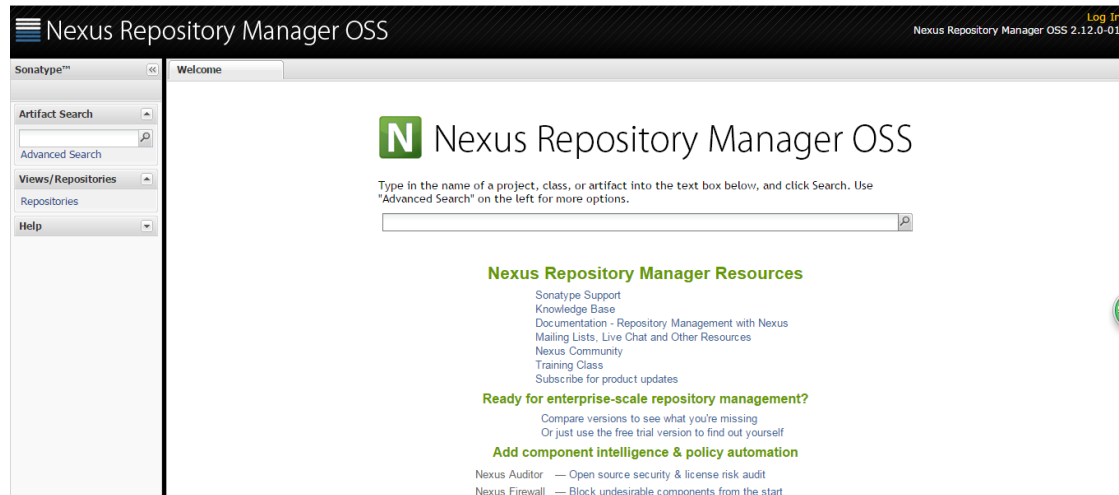 Nexus Repository Manager OSS
Log In
Nexus Repository Manager OSS 2.12.0-01
Sonatype™
Welcome
Artifact Search
Advanced Search
Views/Repositories
Repositories
Help
N Nexus Repository Manager OSS
Type in the name of a project, class, or artifact into the text box below, and click Search. Use
"Advanced Search" on the left for more options.
Nexus Repository Manager Resources
Sonatype Support
Knowledge Base
Documentation - Repository Management with Nexus
Mailing Lists, Live Chat and Other Resources
Nexus Community
Training Class
Subscribe for product updates
Ready for enterprise-scale repository management?
Compare versions to see what you're missing
Or just use the free trial version to find out yourself
Add component intelligence & policy automation
Nexus Auditor — Open source security & license risk audit
Nexus Firewall — Block undesirable components from the start